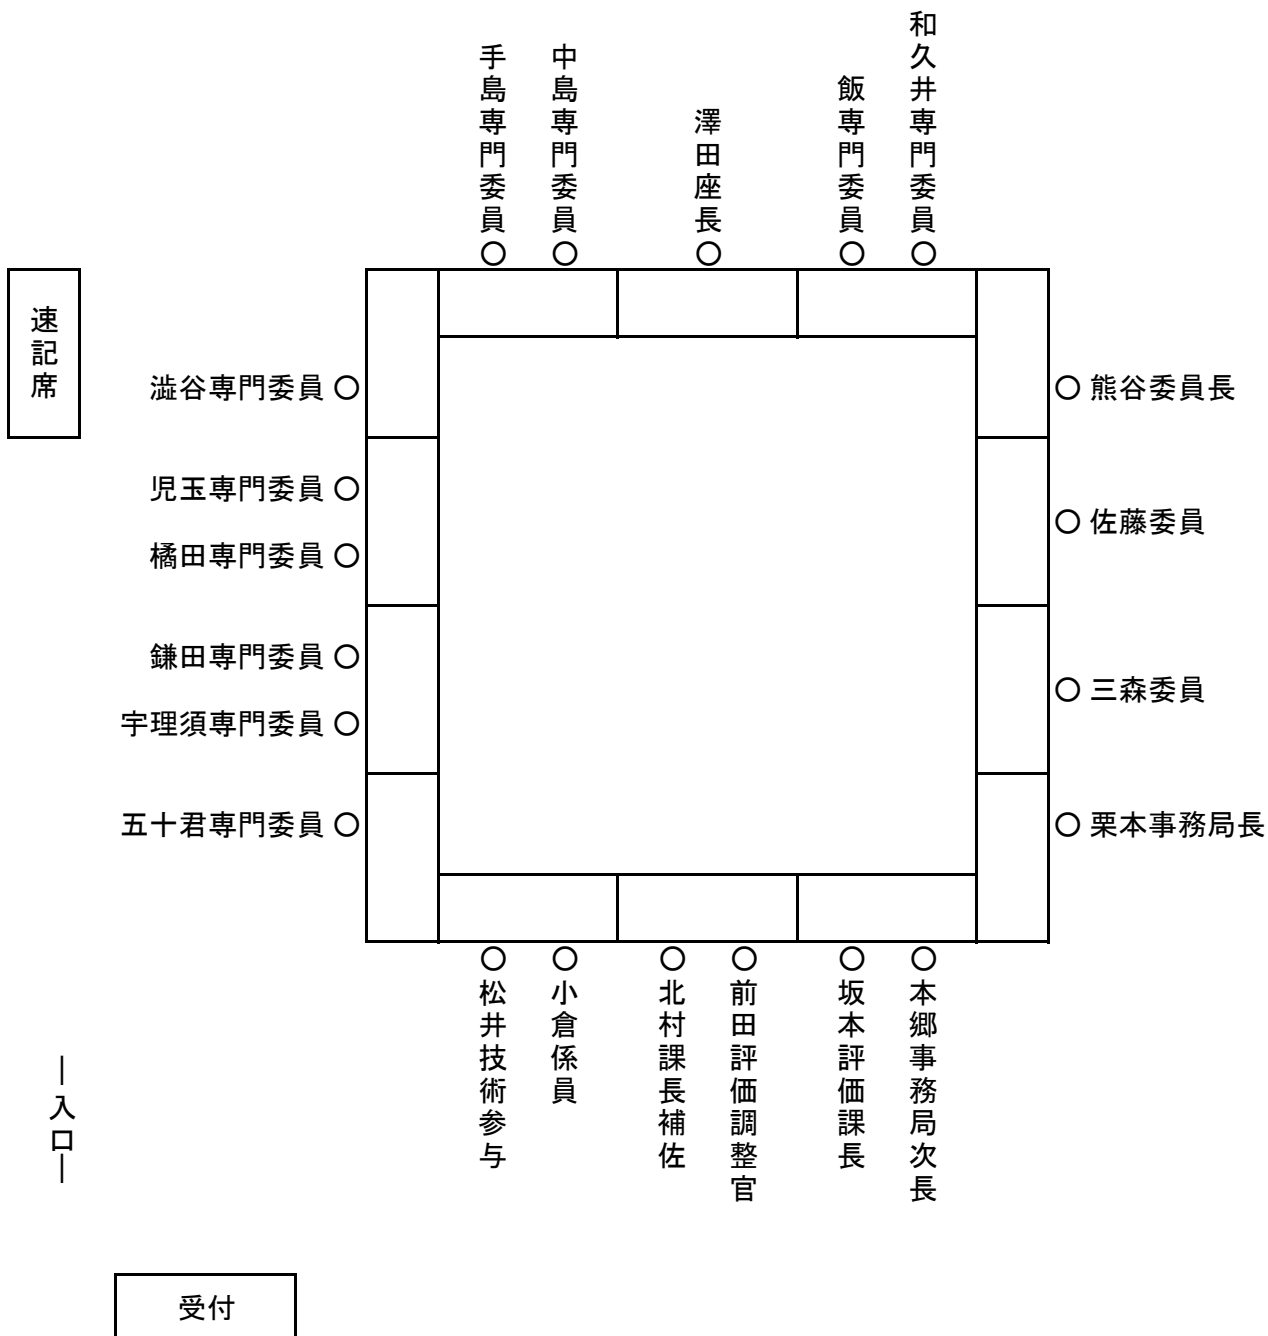 手島専門委員
中島専門委員
澤田座長
飯専門委員
和久井専門委員
速記席
澁谷専門委員
児玉専門委員
橘田専門委員
鎌田専門委員
宇理須専門委員
五十君専門委員
熊谷委員長
佐藤委員
三森委員
栗本事務局長
松井技術参与
小倉係員
北村課長補佐
前田評価調整官
坂本評価課長
本郷事務局次長
｜入口｜
受付